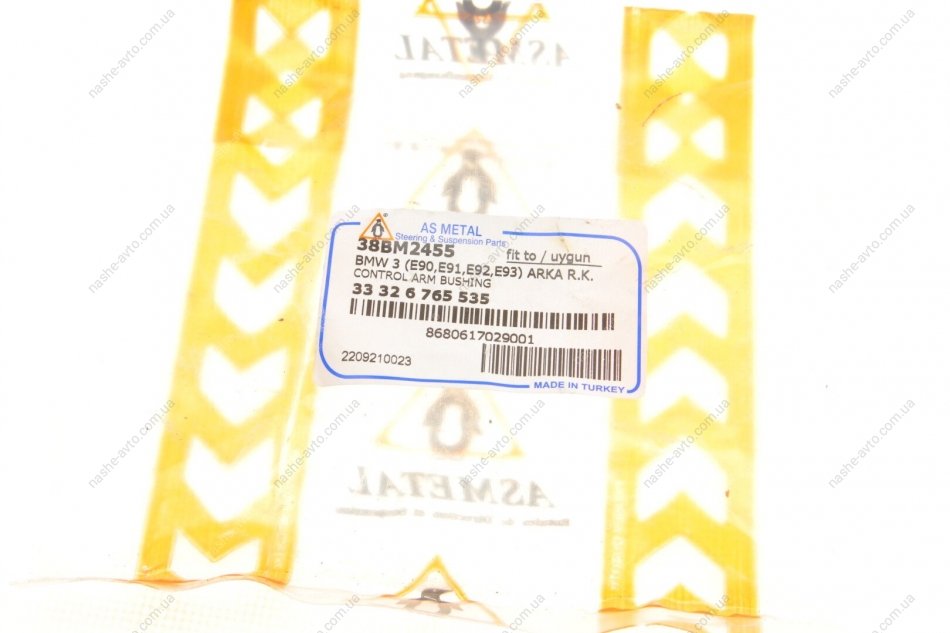 ASMETAL
AS METAL
Steering & Suspension Parts
38BM2455
fit to / uygun
BMW 3 (E90,E91,E92,E93) ARKA R.K.
CONTROL ARM BUSHING
33 32 6 765 535
8680617029001
2209210023
MADE IN TURKEY
ASMETAL
nashe-avto.com.ua